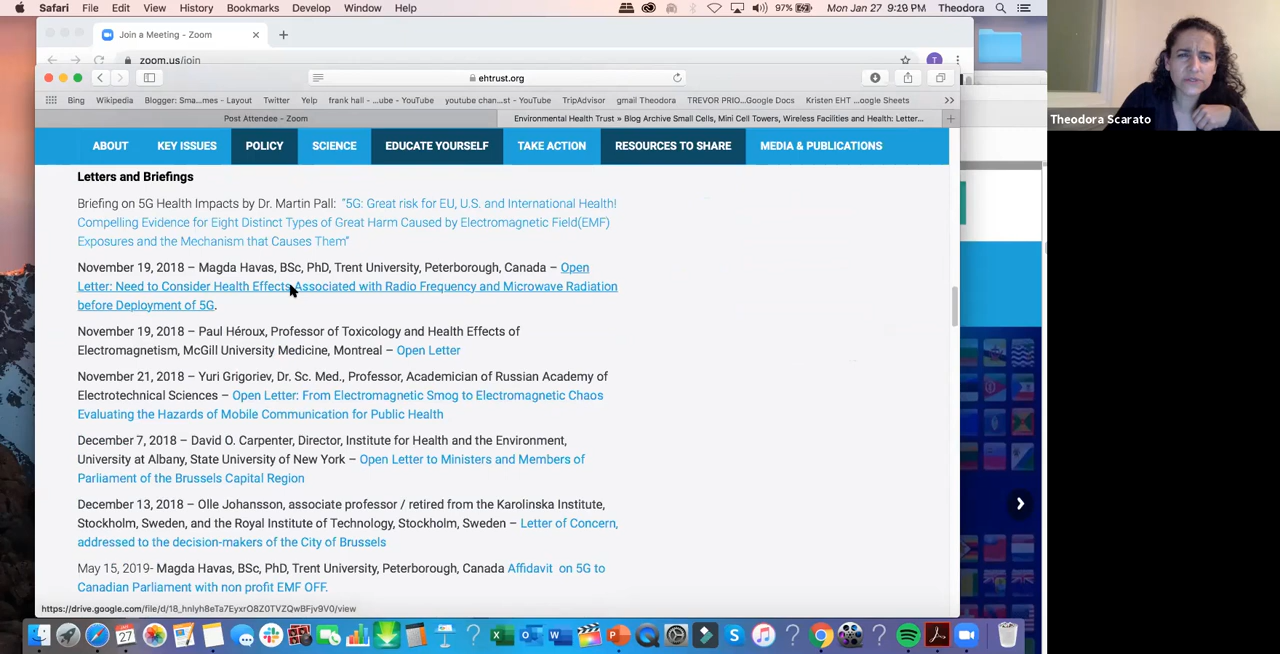 Safari File Edit View History Bookmarks Develop Window Help 97% Mon Jan 27 9:20 PM Theodora
Join a Meeting - Zoom
zoom.us/join
T
ehtrust.org
Bing Wikipedia Blogger: Sma...mes - Layout Twitter Yelp frank hall - ...ube - YouTube youtube chan...st - YouTube TripAdvisor gmail Theodora TREVOR PRIO...Google Docs Kristen EHT ...oogle Sheets
Post Attendee - Zoom
Environmental Health Trust » Blog Archive Small Cells, Mini Cell Towers, Wireless Facilities and Health: Letter...
ABOUT KEY ISSUES POLICY SCIENCE EDUCATE YOURSELF TAKE ACTION RESOURCES TO SHARE MEDIA & PUBLICATIONS
Theodora Scarato
Letters and Briefings
Briefing on 5G Health Impacts by Dr. Martin Pall: "5G: Great risk for EU, U.S. and International Health!
Compelling Evidence for Eight Distinct Types of Great Harm Caused by Electromagnetic Field(EMF)
Exposures and the Mechanism that Causes Them"
November 19, 2018 – Magda Havas, BSc, PhD, Trent University, Peterborough, Canada – Open
Letter: Need to Consider Health Effects Associated with Radio Frequency and Microwave Radiation
before Deployment of 5G.
November 19, 2018 – Paul Héroux, Professor of Toxicology and Health Effects of
Electromagnetism, McGill University Medicine, Montreal – Open Letter
November 21, 2018 – Yuri Grigoriev, Dr. Sc. Med., Professor, Academician of Russian Academy of
Electrotechnical Sciences – Open Letter: From Electromagnetic Smog to Electromagnetic Chaos
Evaluating the Hazards of Mobile Communication for Public Health
December 7, 2018 – David O. Carpenter, Director, Institute for Health and the Environment,
University at Albany, State University of New York – Open Letter to Ministers and Members of
Parliament of the Brussels Capital Region
December 13, 2018 – Olle Johansson, associate professor / retired from the Karolinska Institute,
Stockholm, Sweden, and the Royal Institute of Technology, Stockholm, Sweden – Letter of Concern,
addressed to the decision-makers of the City of Brussels
May 15, 2019- Magda Havas, BSc, PhD, Trent University, Peterborough, Canada Affidavit on 5G to
Canadian Parliament with non profit EMF OFF.